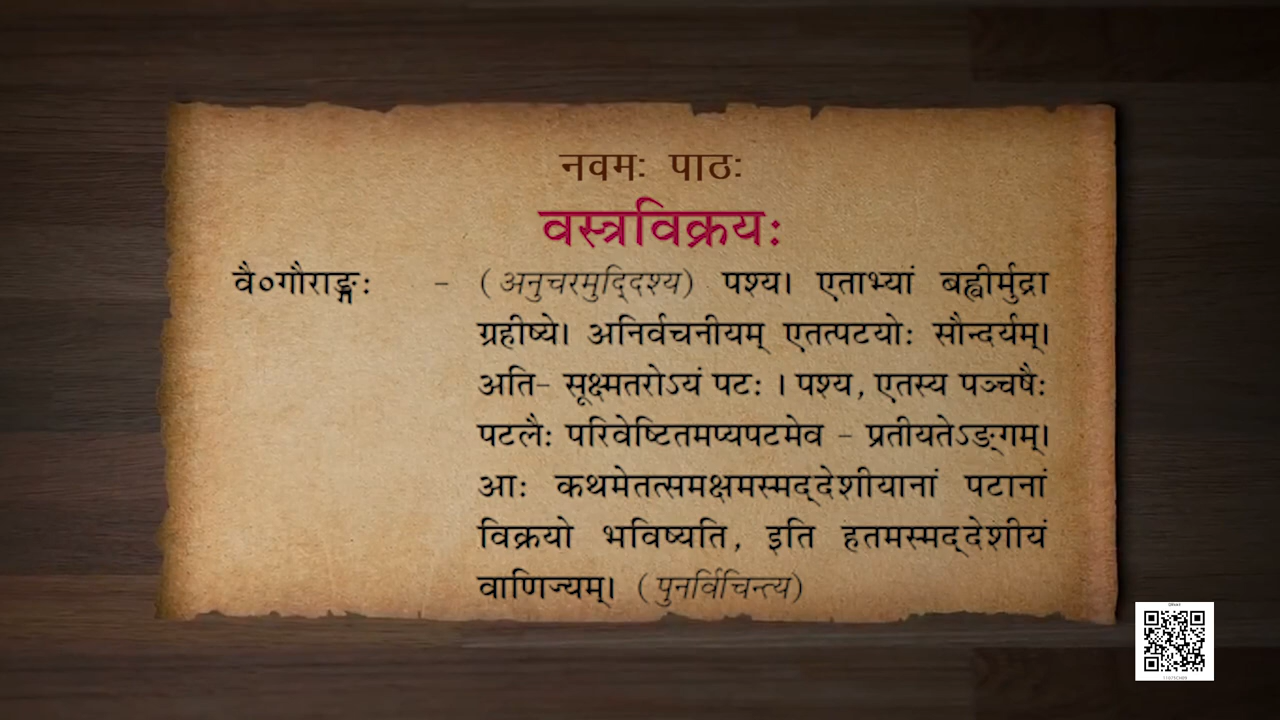 नवमः पाठः
वस्त्रविक्रयः
वै०गौराङ्गः - (अनुचरमुद्दिश्य) पश्य। एताभ्यां बह्वीर्मुद्रा
ग्रहीष्ये। अनिर्वचनीयम् एतत्पटयोः सौन्दर्यम्।
अति- सूक्ष्मतरोऽयं पटः । पश्य, एतस्य पञ्चषैः
पटलैः परिवेष्टितमप्यपटमेव - प्रतीयतेऽङ्गम्।
आः कथमेतत्समक्षमस्मद्देशीयानां पटानां
विक्रयो भविष्यति, इति हतमस्मद्देशीयं
वाणिज्यम्। (पुनर्विचिन्त्य)